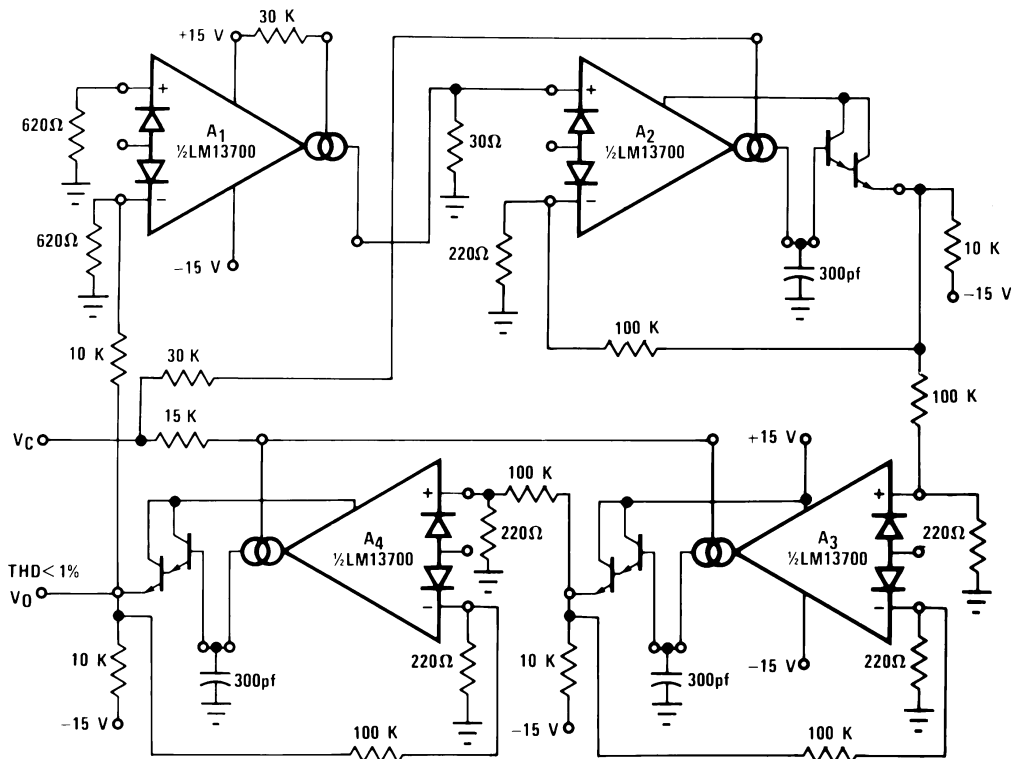 30 K
+15 V
620Ω
+
A1
½LM13700
−
620Ω
−15 V
30Ω
+
A2
½LM13700
−
220Ω
300pf
10 K
−15 V
100 K
100 K
10 K
30 K
15 K
VC
+15 V
100 K
+
A4
½LM13700
−
220Ω
+
A3
½LM13700
−
220Ω
THD<1%
VO
10 K
−15 V
300pf
220Ω
10 K
−15 V
300pf
−15 V
220Ω
100 K
100 K